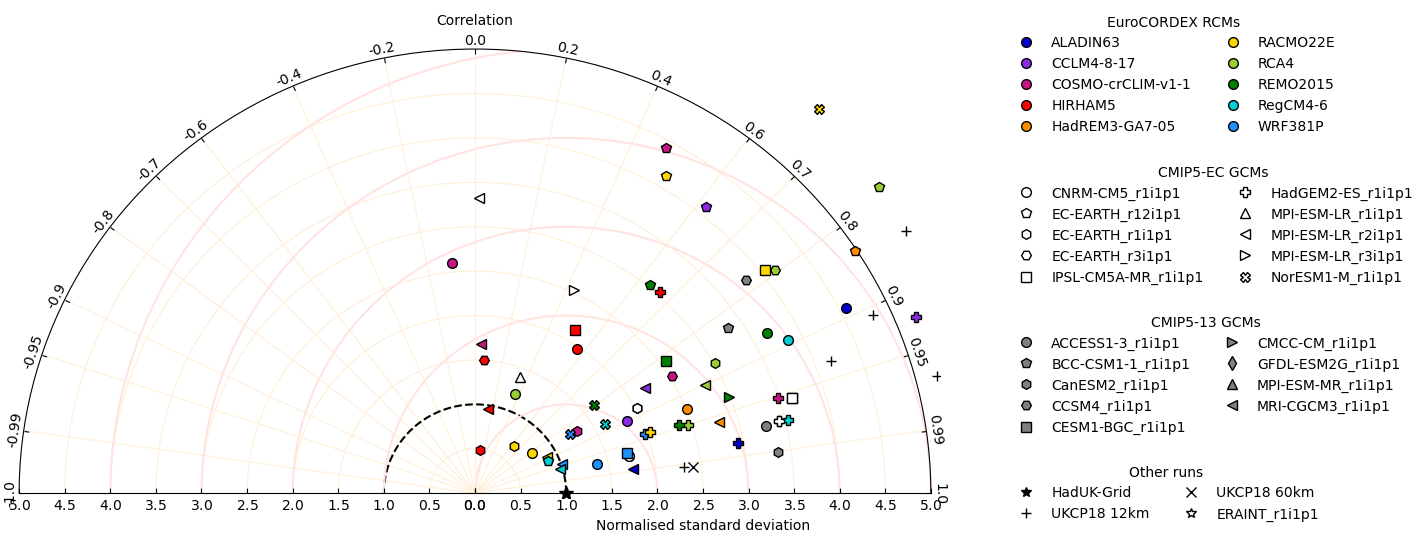 Correlation
-0.2 0.0 0.2
-0.4 0.4
-0.6 0.6
-0.7 0.7
-0.8 0.8
-0.9 0.9
-0.95 0.95
-0.99 0.99
-1.0 1.0
5.0 4.5 4.0 3.5 3.0 2.5 2.0 1.5 1.0 0.5 0.0 0.5 1.0 1.5 2.0 2.5 3.0 3.5 4.0 4.5 5.0
Normalised standard deviation
EuroCORDEX RCMs
ALADIN63 RACMO22E
CCLM4-8-17 RCA4
COSMO-crCLIM-v1-1 REMO2015
HIRHAM5 RegCM4-6
HadREM3-GA7-05 WRF381P
CMIP5-EC GCMs
CNRM-CM5_r1i1p1 HadGEM2-ES_r1i1p1
EC-EARTH_r12i1p1 MPI-ESM-LR_r1i1p1
EC-EARTH_r1i1p1 MPI-ESM-LR_r2i1p1
EC-EARTH_r3i1p1 MPI-ESM-LR_r3i1p1
IPSL-CM5A-MR_r1i1p1 NorESM1-M_r1i1p1
CMIP5-13 GCMs
ACCESS1-3_r1i1p1 CMCC-CM_r1i1p1
BCC-CSM1-1_r1i1p1 GFDL-ESM2G_r1i1p1
CanESM2_r1i1p1 MPI-ESM-MR_r1i1p1
CCSM4_r1i1p1 MRI-CGCM3_r1i1p1
CESM1-BGC_r1i1p1
Other runs
HadUK-Grid UKCP18 60km
UKCP18 12km ERAINT_r1i1p1